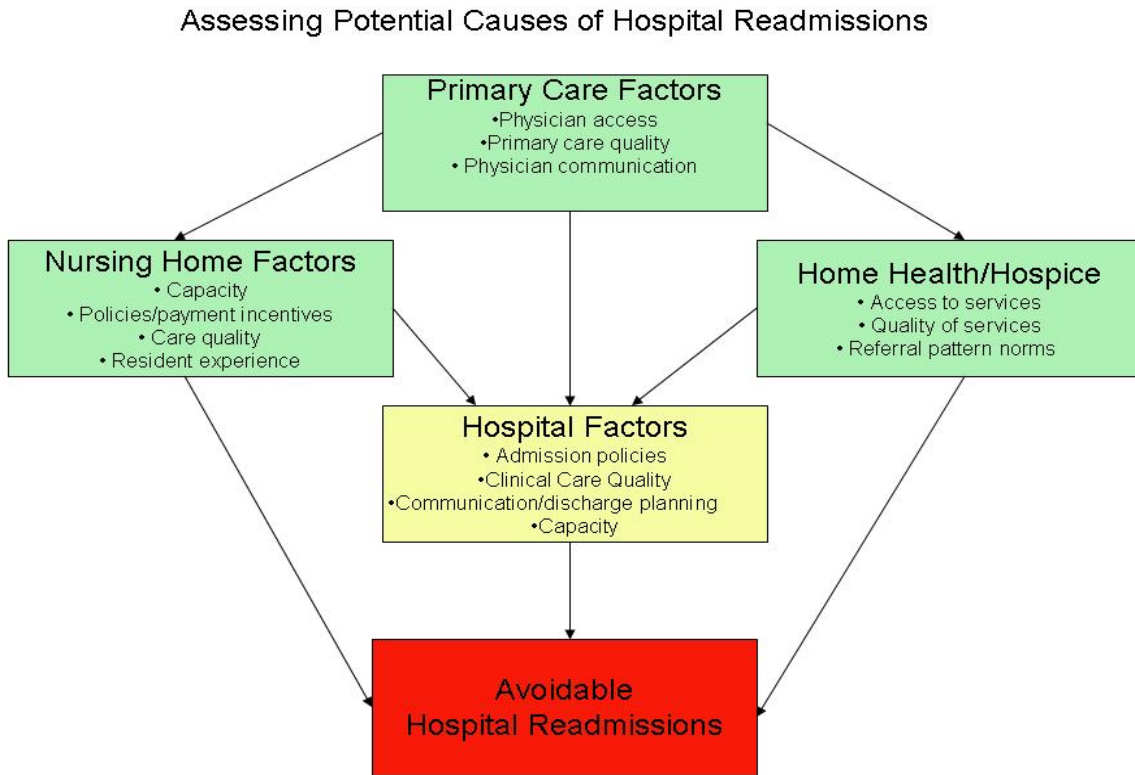 Assessing Potential Causes of Hospital Readmissions
Primary Care Factors
•Physician access
•Primary care quality
• Physician communication
Nursing Home Factors
• Capacity
•Policies/payment incentives
• Care quality
• Resident experience
Home Health/Hospice
• Access to services
• Quality of services
• Referral pattern norms
Hospital Factors
• Admission policies
•Clinical Care Quality
•Communication/discharge planning
•Capacity
Avoidable
Hospital Readmissions